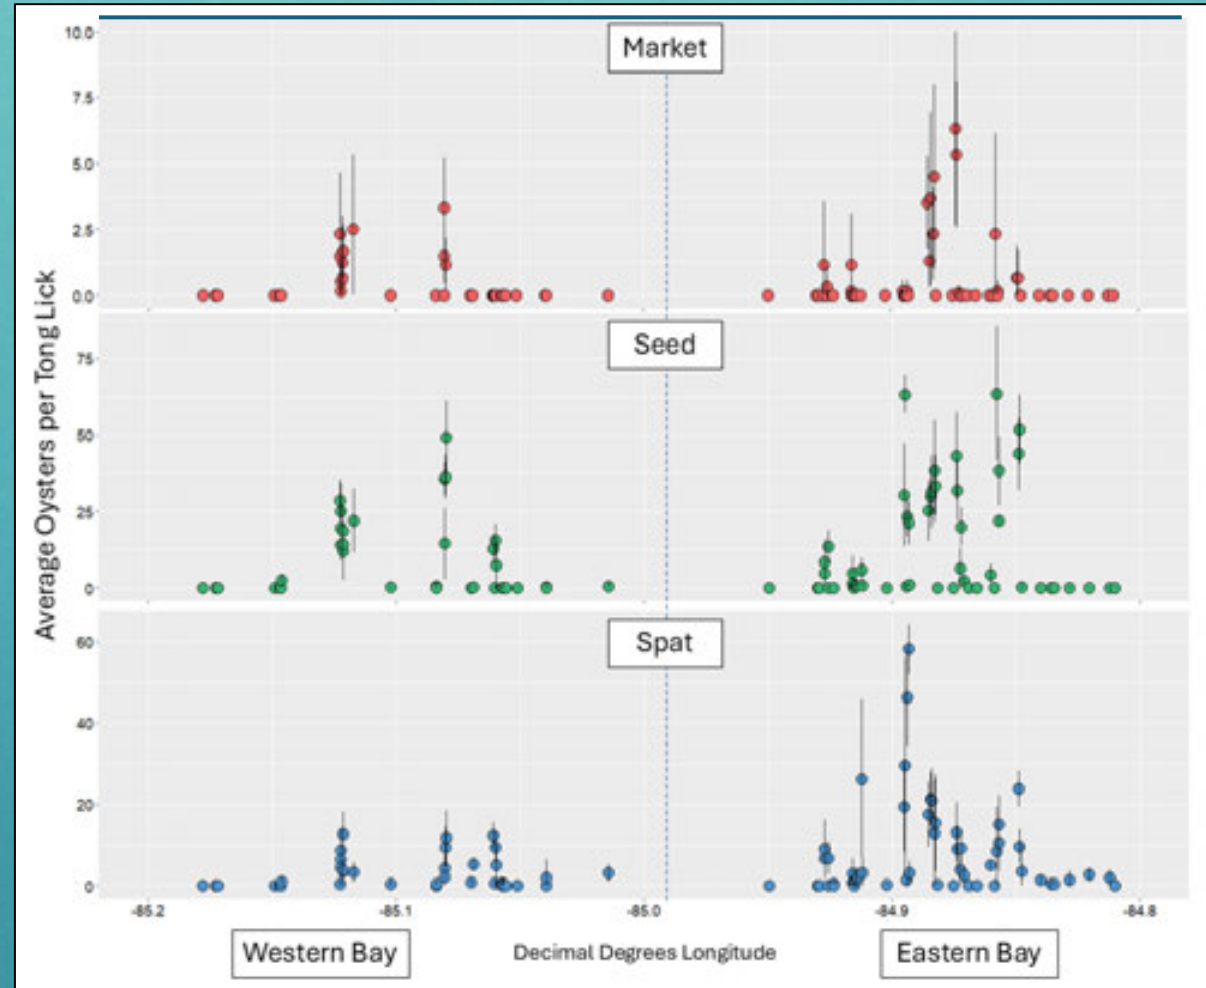 Average Oysters per Tong Lick
Market
10.0
7.5
5.0
2.5
0.0
Seed
75
50
25
0
Spat
60
40
20
0
-85.2
-85.1
-85.0
-84.9
-84.8
Western Bay
Decimal Degrees Longitude
Eastern Bay